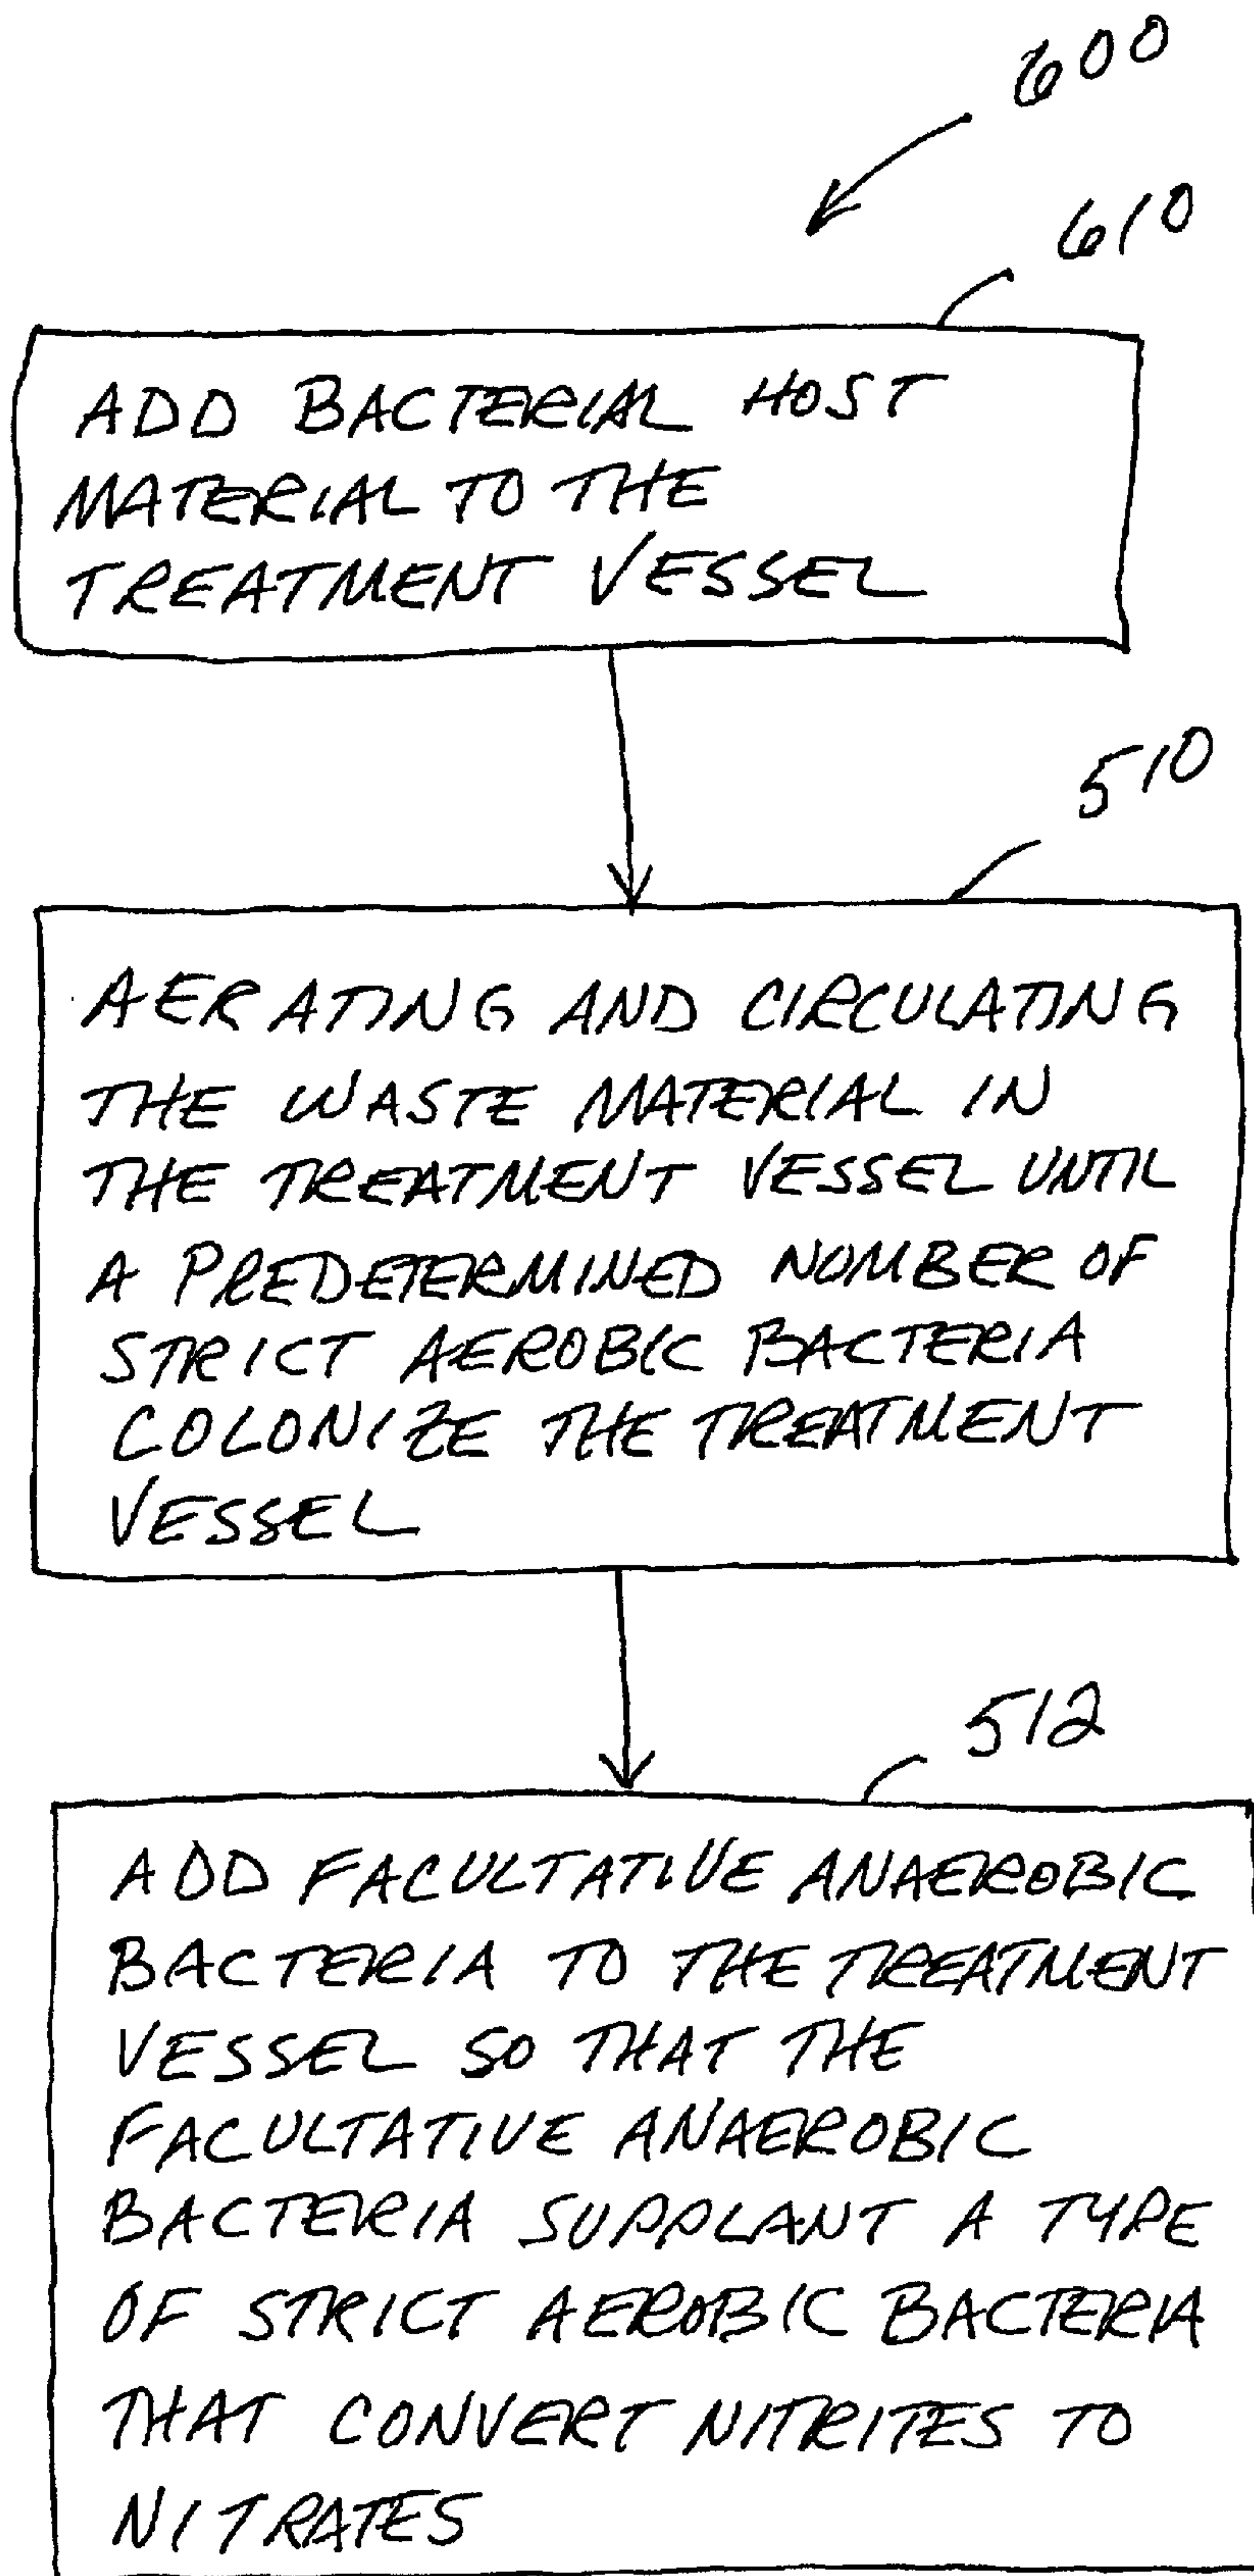 600
610
ADD BACTERIAL HOST
MATERIAL TO THE
TREATMENT VESSEL
510
AERATING AND CIRCULATING
THE WASTE MATERIAL IN
THE TREATMENT VESSEL UNTIL
A PREDETERMINED NOMBER OF
STRICT AEROBIC BACTERIA
COLONIZE THE TREATMENT
VESSEL
512
ADD FACULTATIVE ANAEROBIC
BACTERIA TO THE TREATMENT
VESSEL SO THAT THE
FACULTATIVE ANAEROBIC
BACTERIA SUPPLANT A TYPE
OF STRICT AEROBIC BACTERIA
THAT CONVERT NITRITES TO
NITRATES